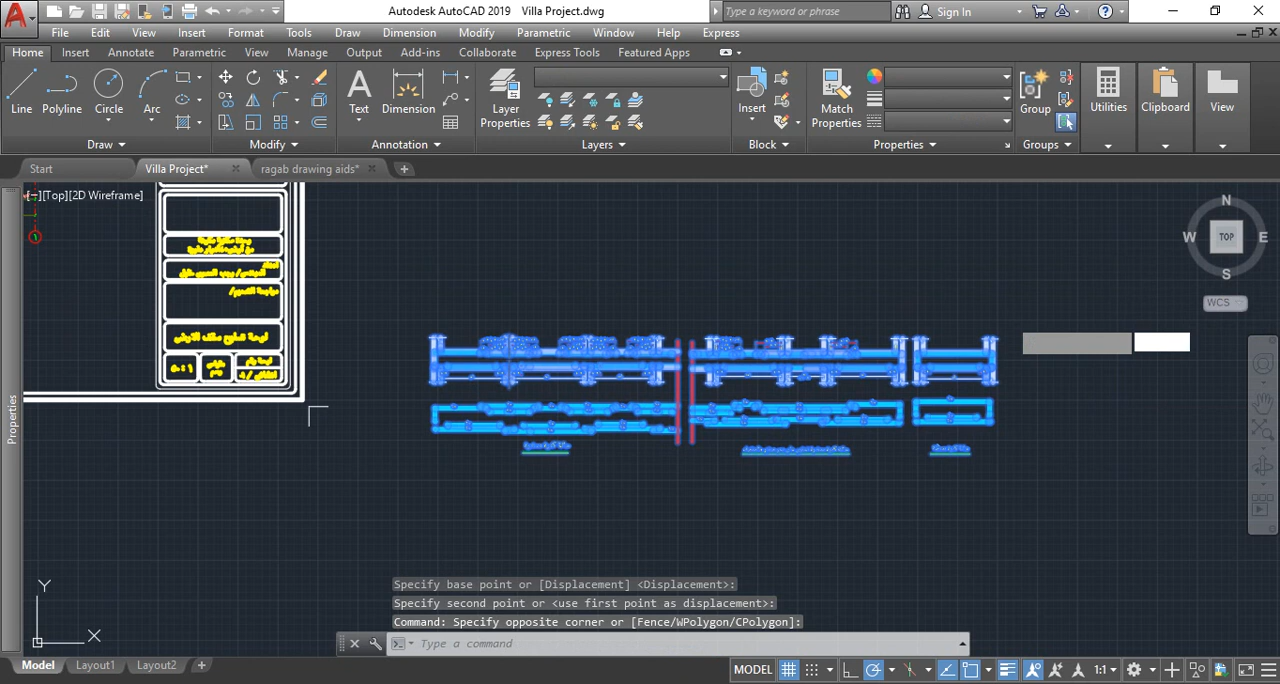 Autodesk AutoCAD 2019 Villa Project.dwg
Type a keyword or phrase
Sign In
File Edit View Insert Format Tools Draw Dimension Modify Parametric Window Help Express
Home Insert Annotate Parametric View Manage Output Add-ins Collaborate Express Tools Featured Apps
Line Polyline Circle Arc
Text Dimension
Layer Properties
Insert
Match Properties
Group
Utilities
Clipboard
View
Draw Modify Annotation Layers Block Properties Groups
Start Villa Project* ragab drawing aids*
[−][Top][2D Wireframe]
N
W TOP E
S
WCS
لوحة تسليح سقف الارضي
Properties
Y
X
Specify base point or [Displacement] <Displacement>:
Specify second point or <use first point as displacement>:
Command: Specify opposite corner or [Fence/WPolygon/CPolygon]:
Type a command
Model Layout1 Layout2
MODEL 1:1